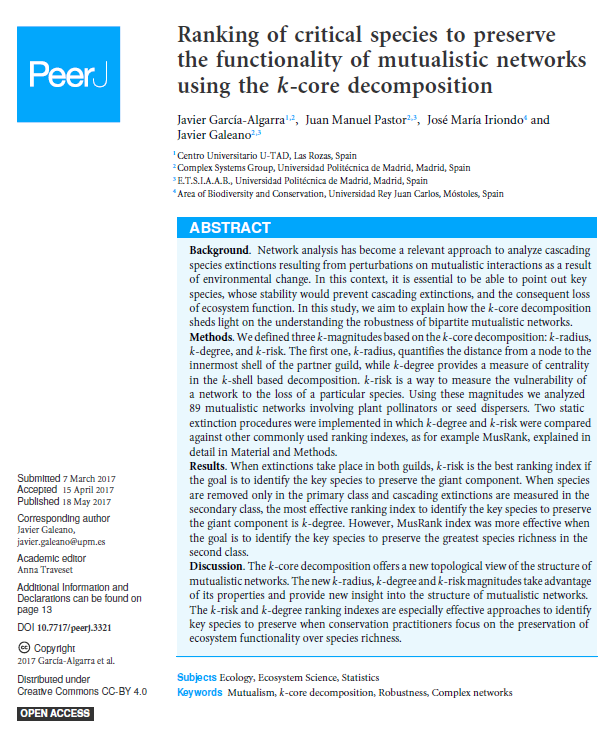 PeerJ
Ranking of critical species to preserve
the functionality of mutualistic networks
using the k-core decomposition
Javier García-Algarra1,2, Juan Manuel Pastor2,3, José María Iriondo4 and
Javier Galeano2,3
1 Centro Universitario U-TAD, Las Rozas, Spain
2 Complex Systems Group, Universidad Politécnica de Madrid, Madrid, Spain
3 E.T.S.I.A.A.B., Universidad Politécnica de Madrid, Madrid, Spain
4 Area of Biodiversity and Conservation, Universidad Rey Juan Carlos, Móstoles, Spain
ABSTRACT
Background. Network analysis has become a relevant approach to analyze cascading
species extinctions resulting from perturbations on mutualistic interactions as a result
of environmental change. In this context, it is essential to be able to point out key
species, whose stability would prevent cascading extinctions, and the consequent loss
of ecosystem function. In this study, we aim to explain how the k-core decomposition
sheds light on the understanding the robustness of bipartite mutualistic networks.
Methods. We defined three k-magnitudes based on the k-core decomposition: k-radius,
k-degree, and k-risk. The first one, k-radius, quantifies the distance from a node to the
innermost shell of the partner guild, while k-degree provides a measure of centrality
in the k-shell based decomposition. k-risk is a way to measure the vulnerability of
a network to the loss of a particular species. Using these magnitudes we analyzed
89 mutualistic networks involving plant pollinators or seed dispersers. Two static
extinction procedures were implemented in which k-degree and k-risk were compared
against other commonly used ranking indexes, as for example MusRank, explained in
detail in Material and Methods.
Results. When extinctions take place in both guilds, k-risk is the best ranking index if
the goal is to identify the key species to preserve the giant component. When species
are removed only in the primary class and cascading extinctions are measured in the
secondary class, the most effective ranking index to identify the key species to preserve
the giant component is k-degree. However, MusRank index was more effective when
the goal is to identify the key species to preserve the greatest species richness in the
second class.
Discussion. The k-core decomposition offers a new topological view of the structure of
mutualistic networks. The new k-radius, k-degree and k-risk magnitudes take advantage
of its properties and provide new insight into the structure of mutualistic networks.
The k-risk and k-degree ranking indexes are especially effective approaches to identify
key species to preserve when conservation practitioners focus on the preservation of
ecosystem functionality over species richness.
Subjects Ecology, Ecosystem Science, Statistics
Keywords Mutualism, k-core decomposition, Robustness, Complex networks
Submitted 7 March 2017
Accepted 15 April 2017
Published 18 May 2017
Corresponding author
Javier Galeano,
javier.galeano@upm.es
Academic editor
Anna Traveset
Additional Information and
Declarations can be found on
page 13
DOI 10.7717/peerj.3321
© Copyright
2017 García-Algarra et al.
Distributed under
Creative Commons CC-BY 4.0
OPEN ACCESS